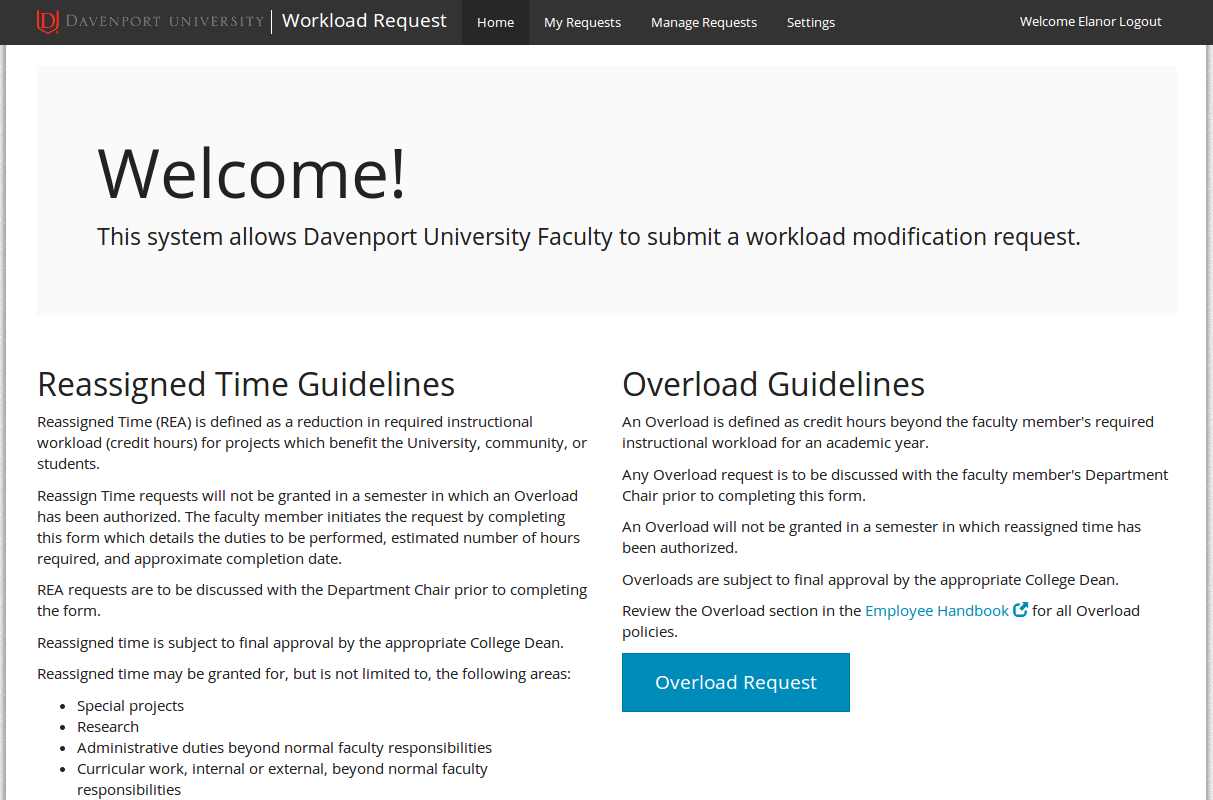 DAVENPORT UNIVERSITY Workload Request Home My Requests Manage Requests Settings Welcome Elanor Logout
Welcome!
This system allows Davenport University Faculty to submit a workload modification request.
Reassigned Time Guidelines
Reassigned Time (REA) is defined as a reduction in required instructional
workload (credit hours) for projects which benefit the University, community, or
students.
Reassign Time requests will not be granted in a semester in which an Overload
has been authorized. The faculty member initiates the request by completing
this form which details the duties to be performed, estimated number of hours
required, and approximate completion date.
REA requests are to be discussed with the Department Chair prior to completing
the form.
Reassigned time is subject to final approval by the appropriate College Dean.
Reassigned time may be granted for, but is not limited to, the following areas:
• Special projects
• Research
• Administrative duties beyond normal faculty responsibilities
• Curricular work, internal or external, beyond normal faculty
responsibilities
Overload Guidelines
An Overload is defined as credit hours beyond the faculty member's required
instructional workload for an academic year.
Any Overload request is to be discussed with the faculty member's Department
Chair prior to completing this form.
An Overload will not be granted in a semester in which reassigned time has
been authorized.
Overloads are subject to final approval by the appropriate College Dean.
Review the Overload section in the Employee Handbook for all Overload
policies.
Overload Request